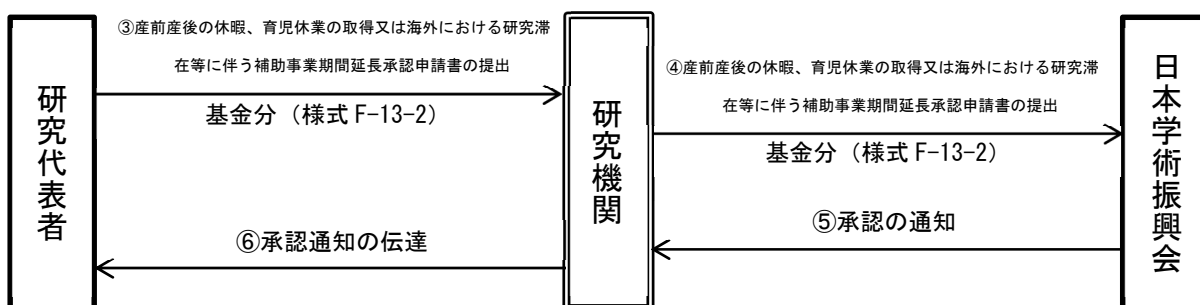 研究代表者
③産前産後の休暇、育児休業の取得又は海外における研究滞
在等に伴う補助事業期間延長承認申請書の提出
基金分（様式 F-13-2）
⑥承認通知の伝達
研究機関
④産前産後の休暇、育児休業の取得又は海外における研究滞
在等に伴う補助事業期間延長承認申請書の提出
基金分（様式 F-13-2）
⑤承認の通知
日本学術振興会